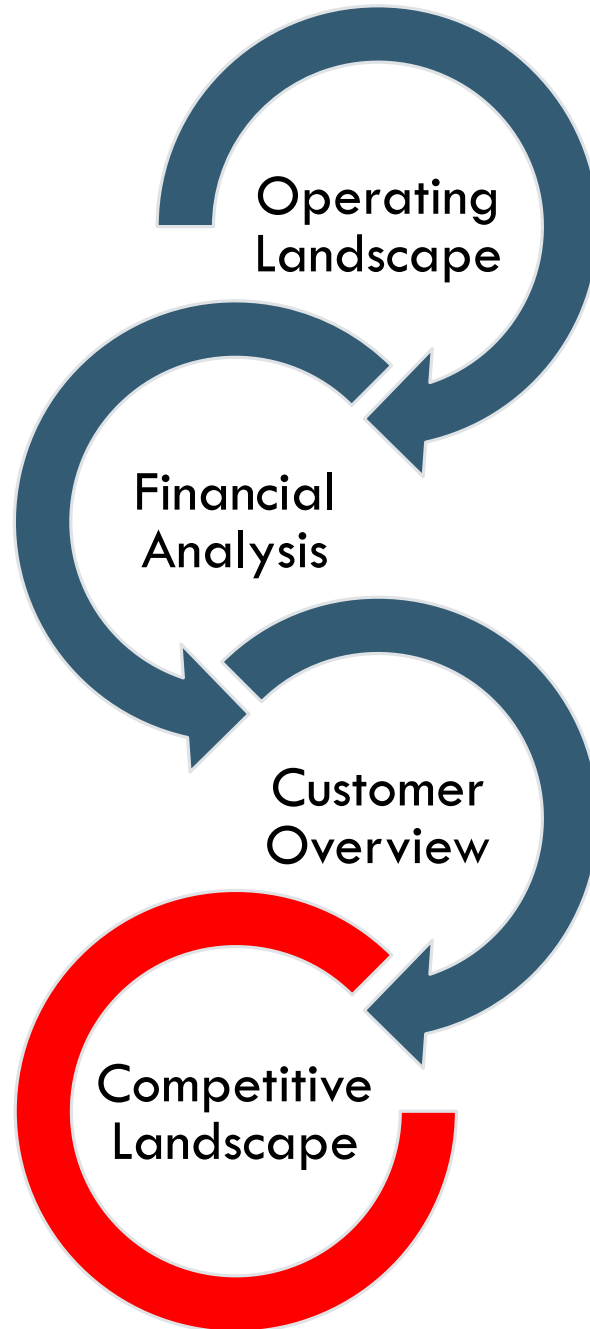 Operating
Landscape
Financial
Analysis
Customer
Overview
Competitive
Landscape